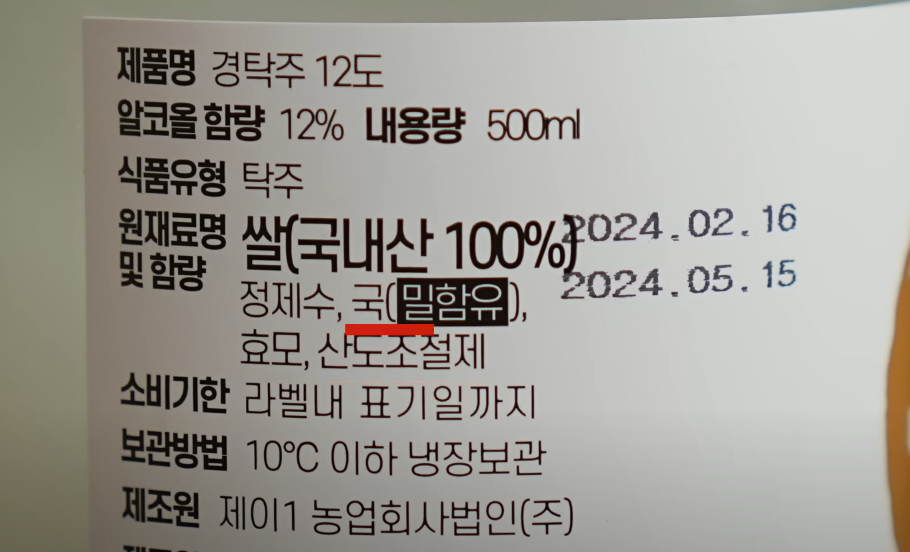 제품명 경탁주 12도
알코올 함량 12% 내용량 500ml
식품유형 탁주
원재료명 쌀(국내산 100%)
및 함량
정제수, 국(밀함유),
효모, 산도조절제
2024.02.16
2024.05.15
소비기한 라벨내 표기일까지
보관방법 10℃ 이하 냉장보관
제조원 제이1 농업회사법인(주)